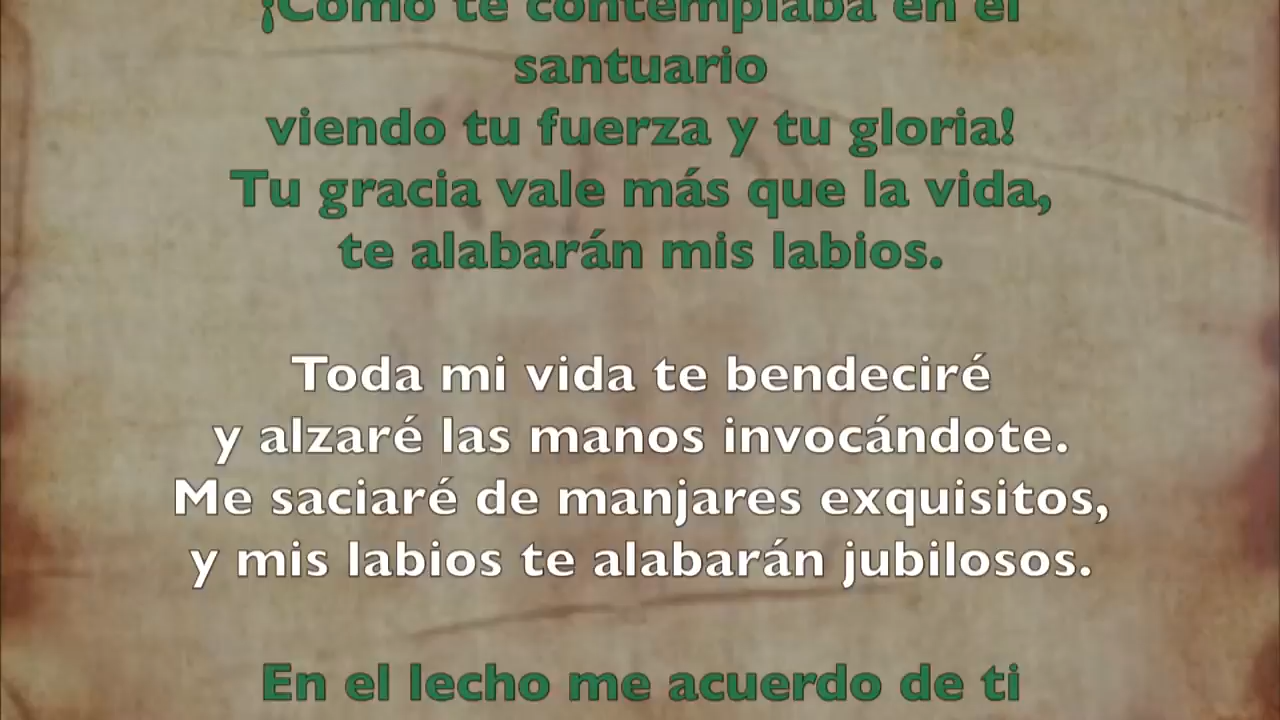 ¡Cómo te contemplaba en el
santuario
viendo tu fuerza y tu gloria!
Tu gracia vale más que la vida,
te alabarán mis labios.
Toda mi vida te bendeciré
y alzaré las manos invocándote.
Me saciaré de manjares exquisitos,
y mis labios te alabarán jubilosos.
En el lecho me acuerdo de ti